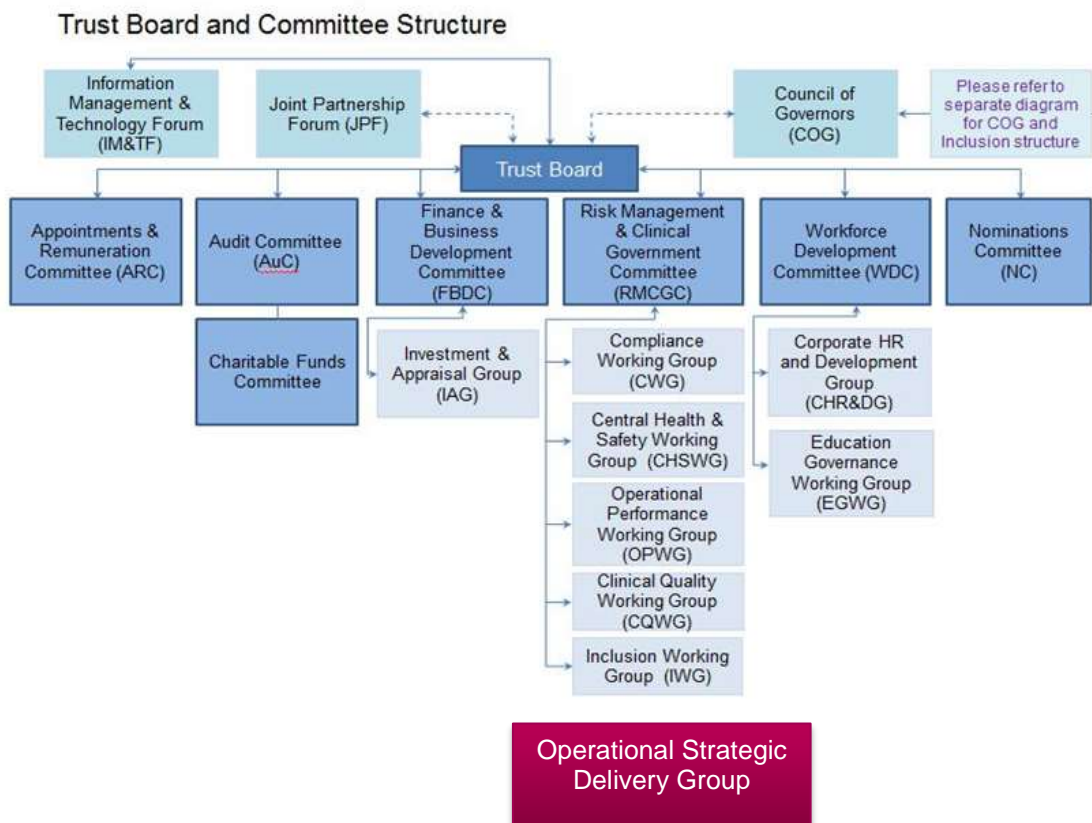 Trust Board and Committee Structure
Information
Management &
Technology Forum
(IM&TF)
Joint Partnership
Forum (JPF)
Council of
Governors
(COG)
Please refer to
separate diagram
for COG and
Inclusion structure
Trust Board
Appointments &
Remuneration
Committee (ARC)
Audit Committee
(AuC)
Finance &
Business
Development
Committee
(FBDC)
Risk Management
& Clinical
Government
Committee
(RMCGC)
Workforce
Development
Committee (WDC)
Nominations
Committee
(NC)
Charitable Funds
Committee
Investment &
Appraisal Group
(IAG)
Compliance
Working Group
(CWG)
Central Health &
Safety Working
Group (CHSWG)
Operational
Performance
Working Group
(OPWG)
Clinical Quality
Working Group
(CQWG)
Inclusion Working
Group (IWG)
Corporate HR
and Development
Group
(CHR&DG)
Education
Governance
Working Group
(EGWG)
Operational Strategic
Delivery Group